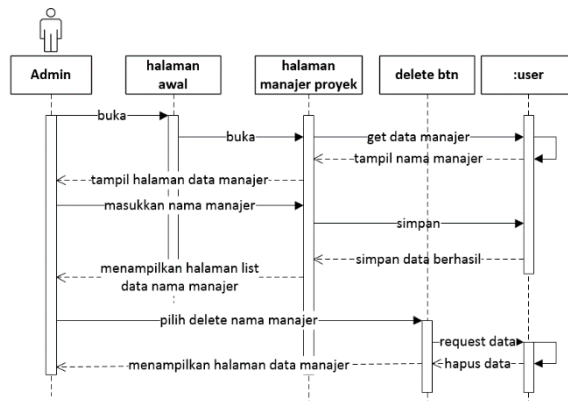 Admin
halaman
awal
halaman
manajer proyek
delete btn
:user
buka
buka
get data manajer
tampil nama manajer
tampil halaman data manajer
masukkan nama manajer
simpan
simpan data berhasil
menampilkan halaman list
data nama manajer
pilih delete nama manajer
request data
hapus data
menampilkan halaman data manajer